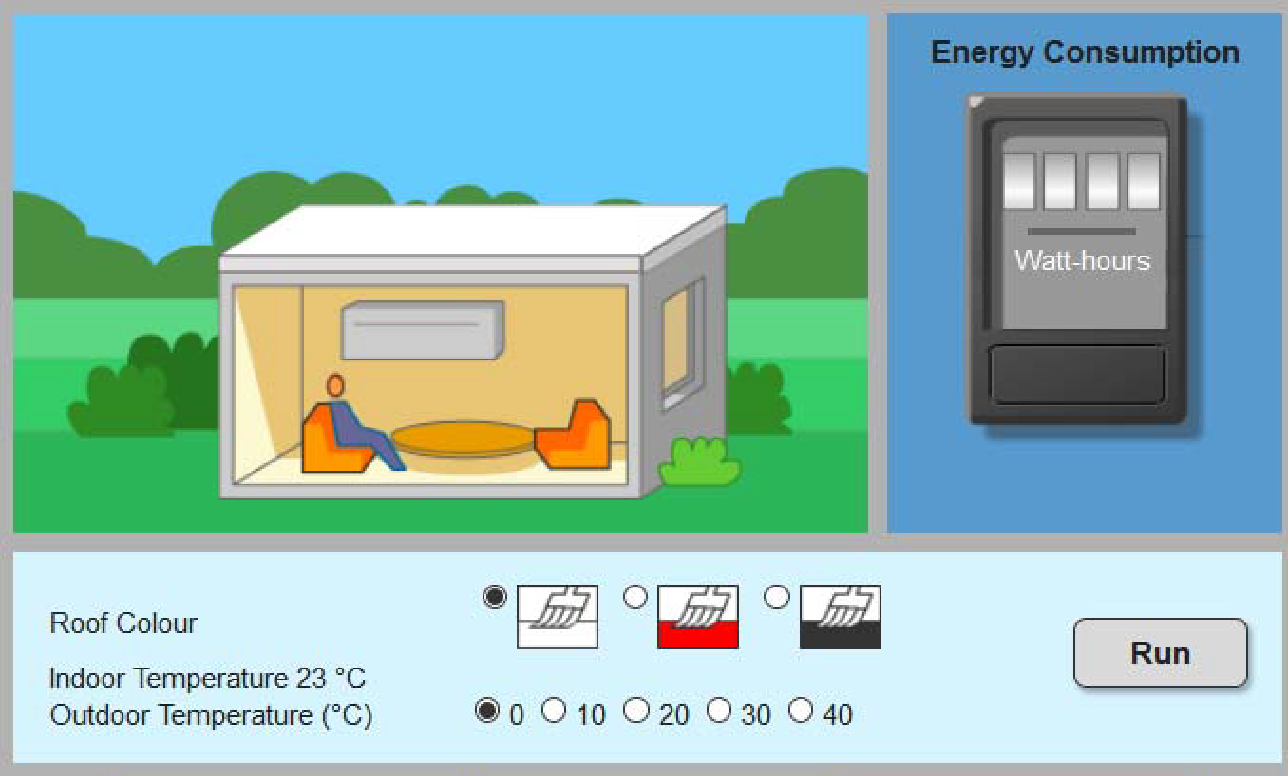 Energy Consumption
Watt-hours
Roof Colour
Run
Indoor Temperature 23 °C
Outdoor Temperature (°C)
0 10 20 30 40